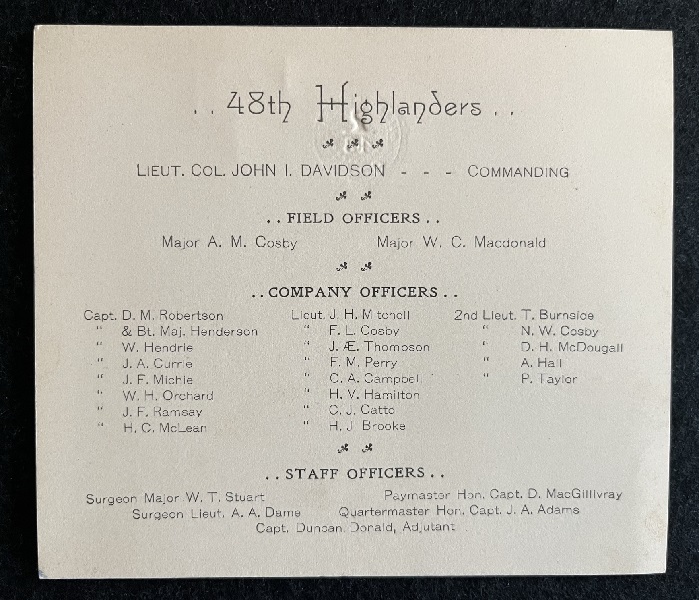 . . 48th Highlanders . .
LIEUT. COL. JOHN I. DAVIDSON - - - COMMANDING
. . FIELD OFFICERS . .
Major A. M. Cosby Major W. C. Macdonald
. . COMPANY OFFICERS . .
Capt. D. M. Robertson Lieut. J. H. Mitchell 2nd Lieut. T. Burnside
" & Bt. Maj. Henderson " F. L. Cosby " N. W. Cosby
" W. Hendrie " J. Æ. Thompson " D. H. McDougall
" J. A. Currie " F. M. Perry " A. Hall
" J. F. Michie " C. A. Campbell " P. Taylor
" W. H. Orchard " H. V. Hamilton
" J. F. Ramsay " C. J. Catto
" H. C. McLean " H. J. Brooke
. . STAFF OFFICERS . .
Surgeon Major W. T. Stuart Paymaster Hon. Capt. D. MacGillivray
Surgeon Lieut. A. A. Dame Quartermaster Hon. Capt. J. A. Adams
Capt. Duncan Donald, Adjutant